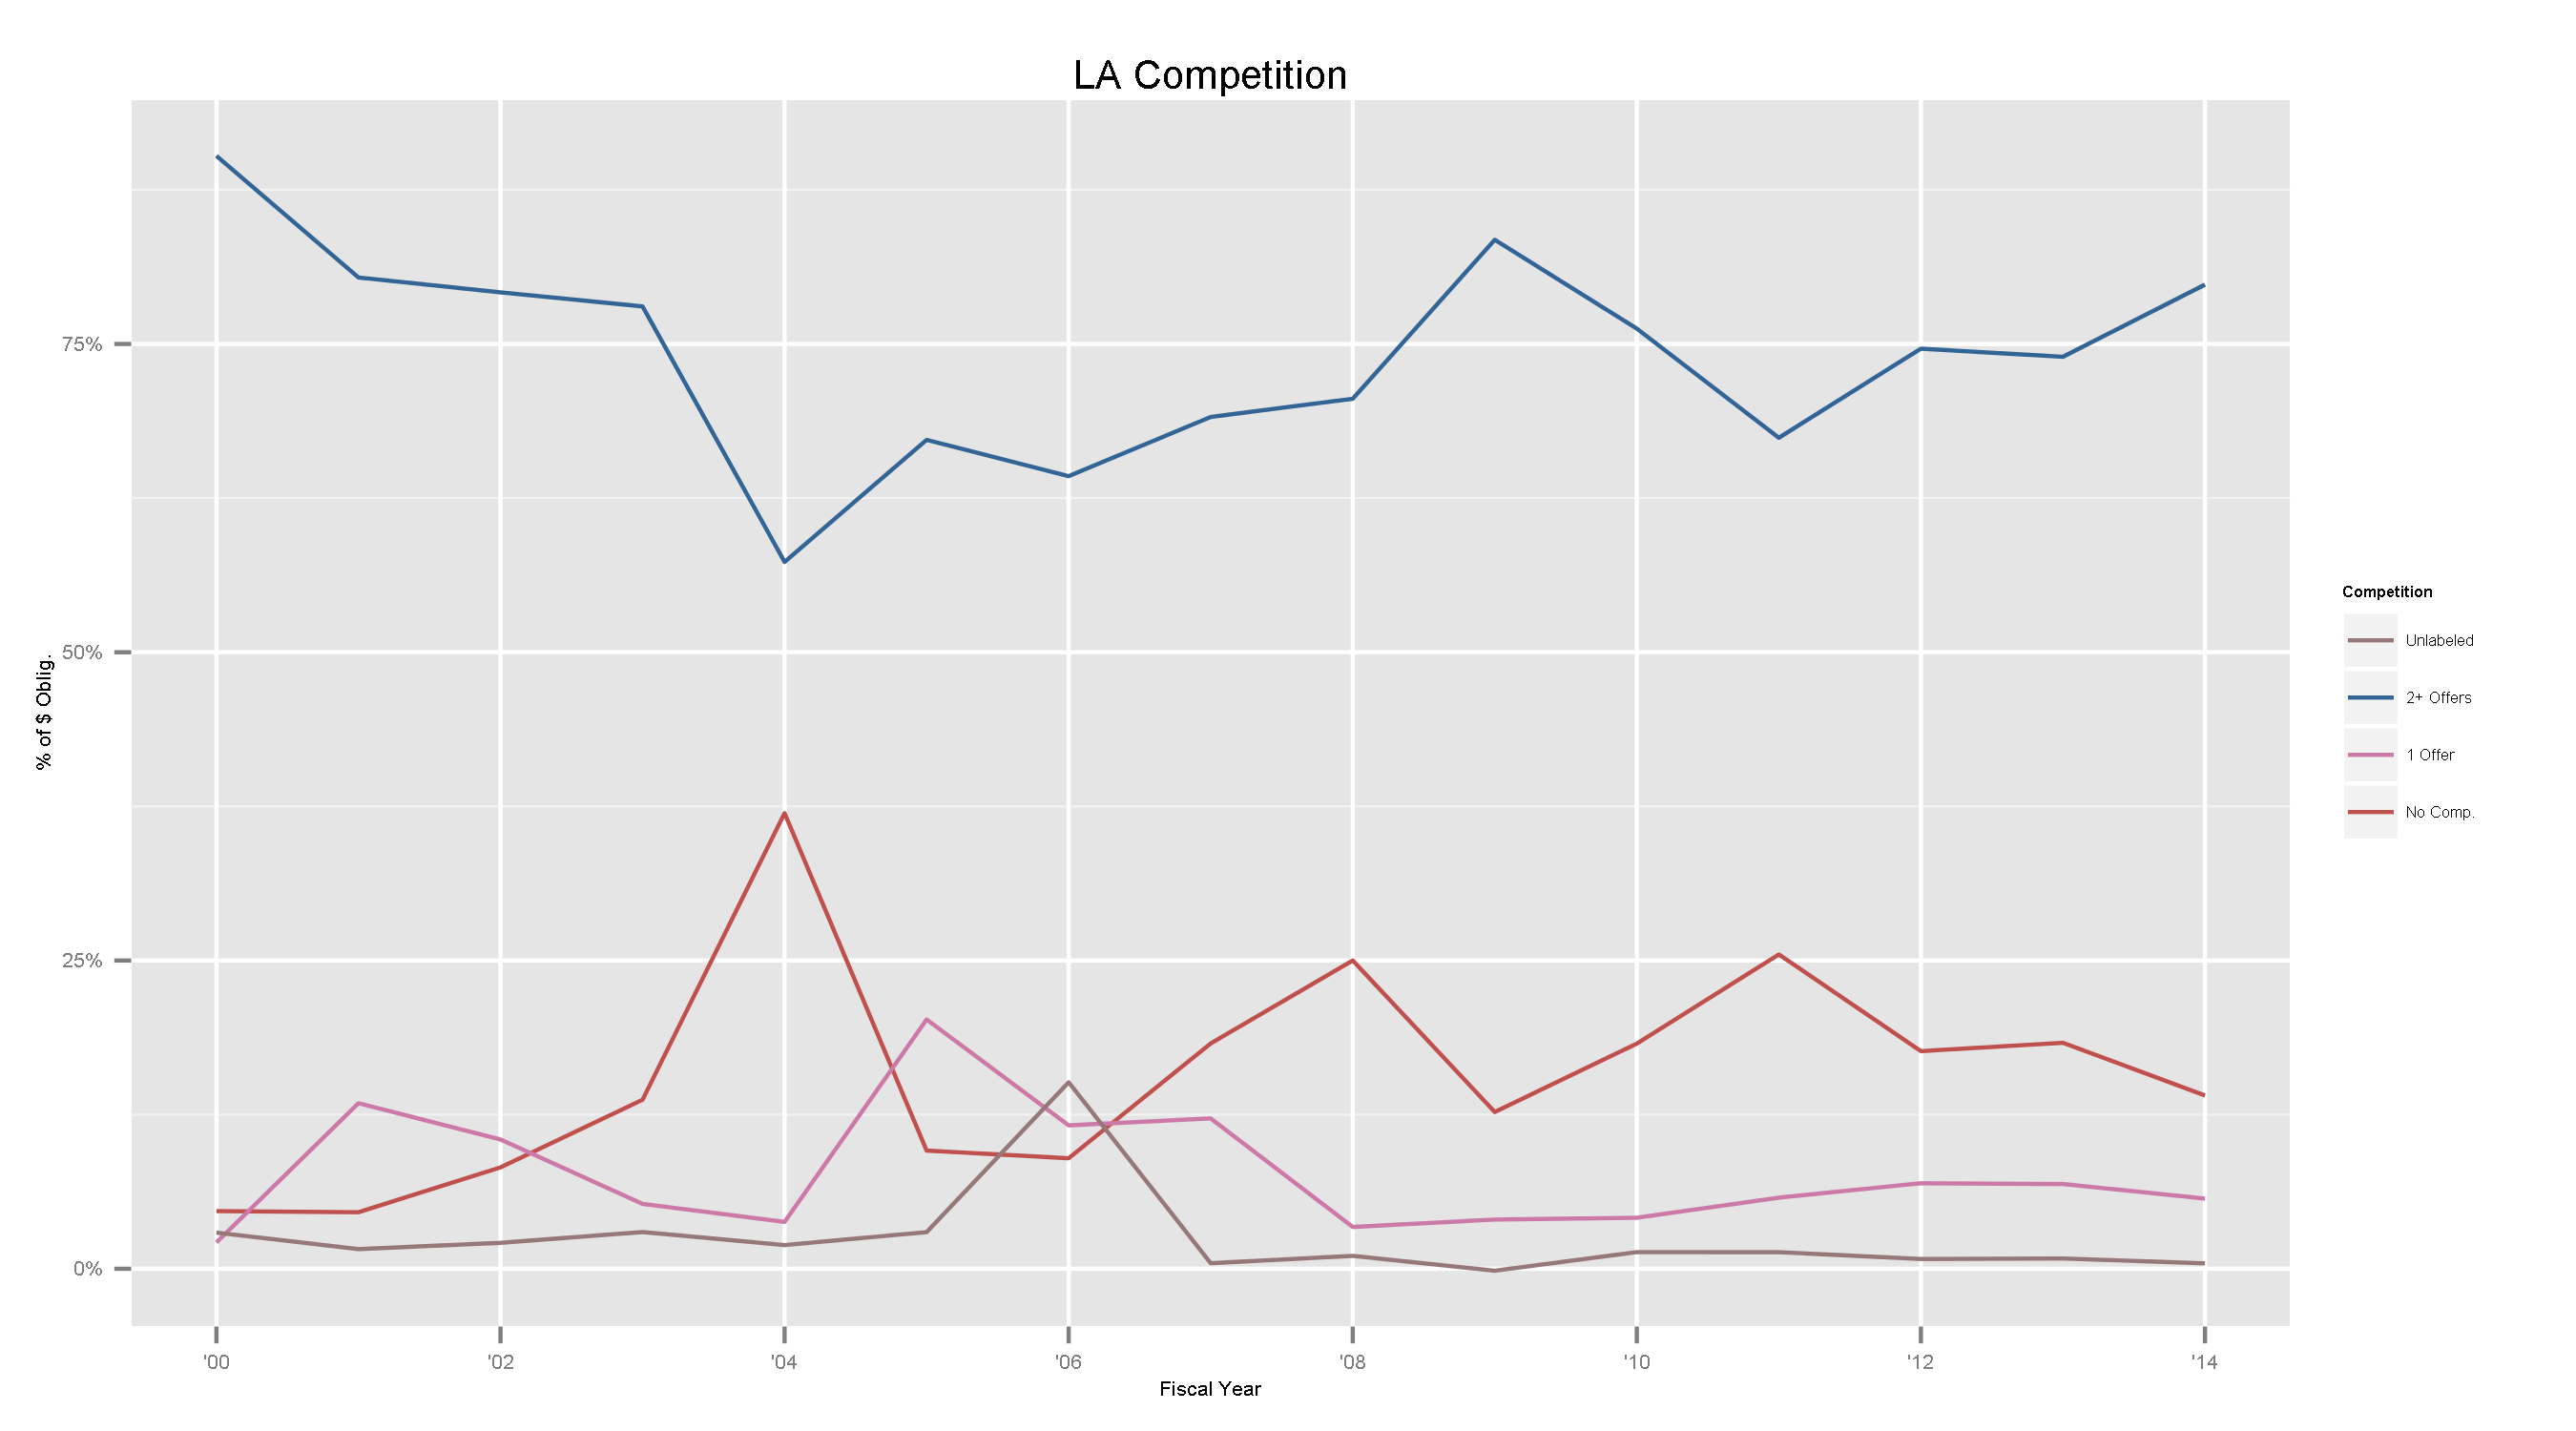 LA Competition
75%
50%
25%
0%
% of $ Oblig.
'00 '02 '04 '06 '08 '10 '12 '14
Fiscal Year
Competition
Unlabeled
2+ Offers
1 Offer
No Comp.